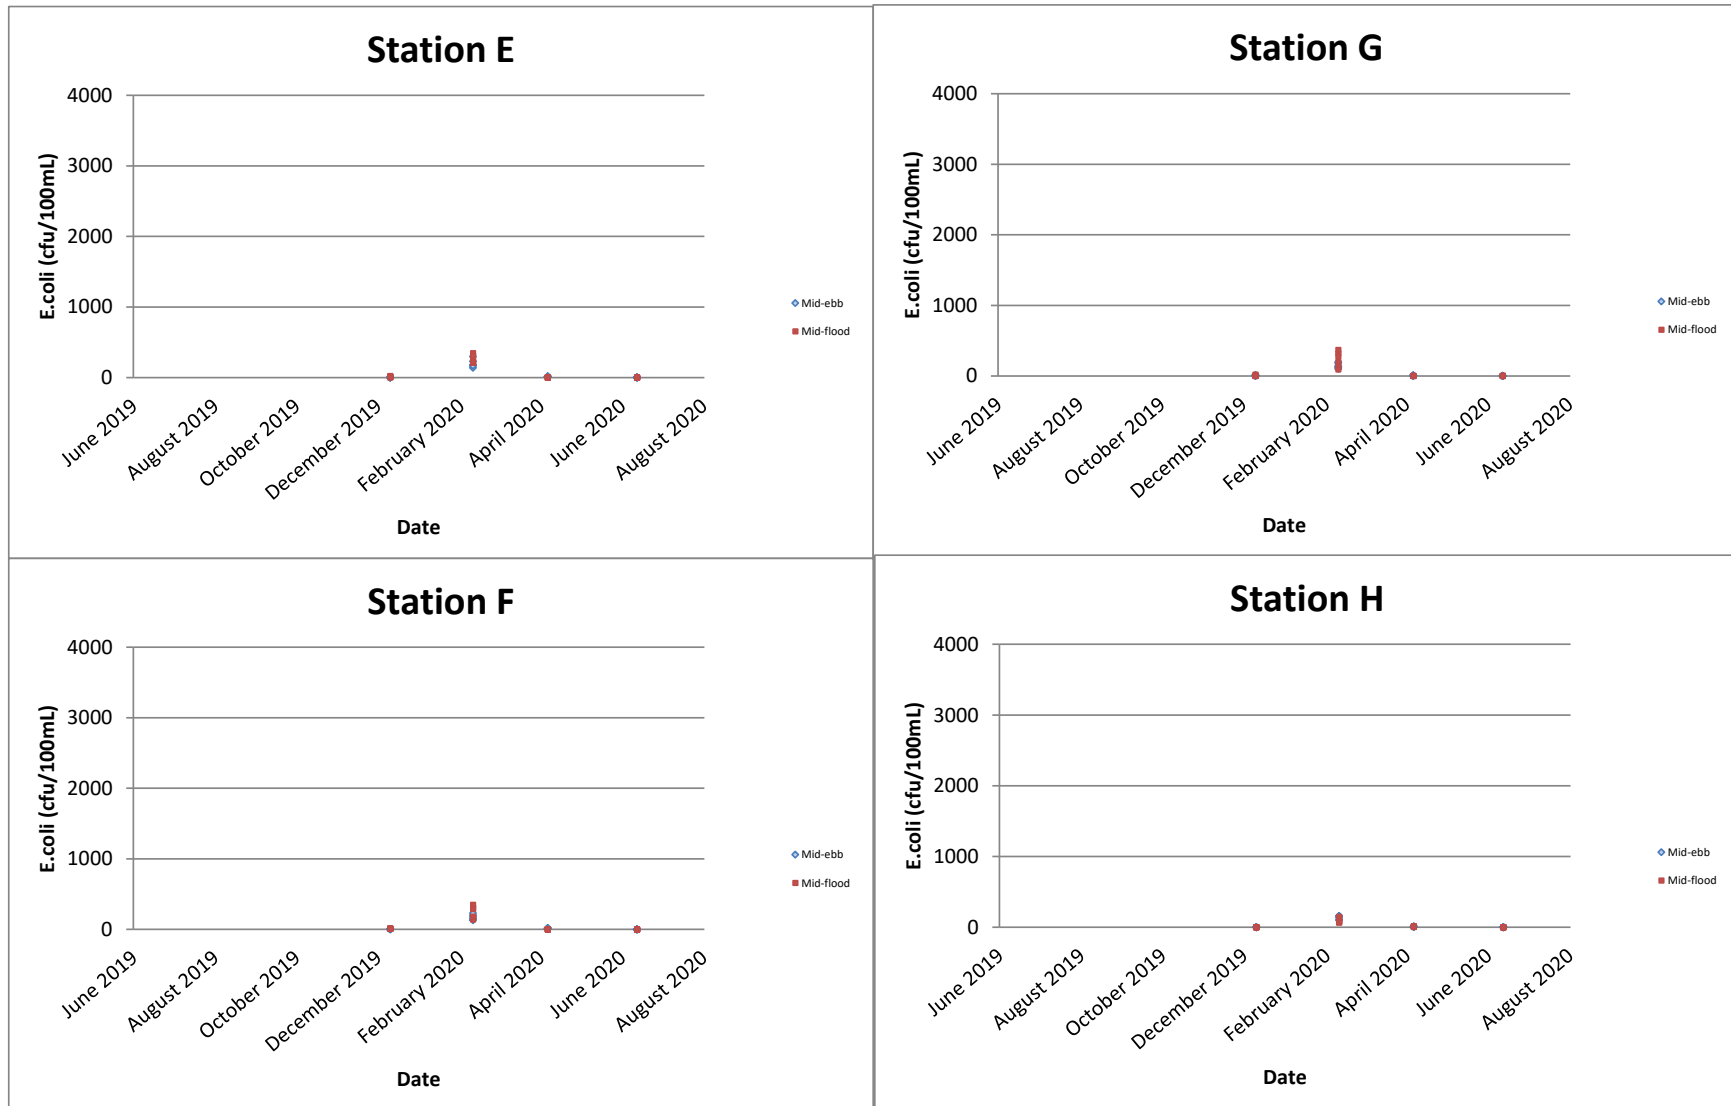 Station E
4000
3000
2000
1000
0
E.coli (cfu/100mL)
June 2019
August 2019
October 2019
December 2019
February 2020
April 2020
June 2020
August 2020
Date
Mid-ebb
Mid-flood
Station G
4000
3000
2000
1000
0
E.coli (cfu/100mL)
June 2019
August 2019
October 2019
December 2019
February 2020
April 2020
June 2020
August 2020
Date
Mid-ebb
Mid-flood
Station F
4000
3000
2000
1000
0
E.coli (cfu/100mL)
June 2019
August 2019
October 2019
December 2019
February 2020
April 2020
June 2020
August 2020
Date
Mid-ebb
Mid-flood
Station H
4000
3000
2000
1000
0
E.coli (cfu/100mL)
June 2019
August 2019
October 2019
December 2019
February 2020
April 2020
June 2020
August 2020
Date
Mid-ebb
Mid-flood